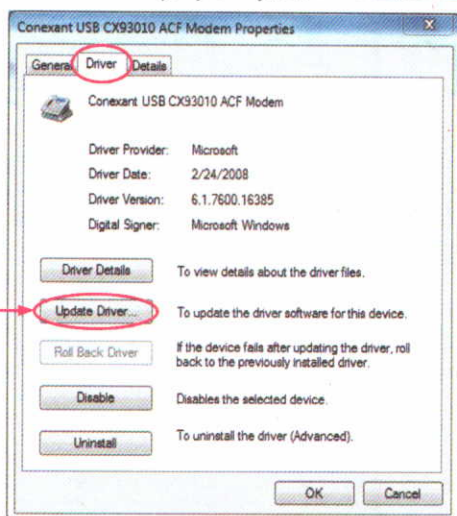 Conexant USB CX93010 ACF Modem Properties
X
General Driver Details
Conexant USB CX93010 ACF Modem
Driver Provider: Microsoft
Driver Date: 2/24/2008
Driver Version: 6.1.7600.16385
Digital Signer: Microsoft Windows
Driver Details To view details about the driver files.
Update Driver... To update the driver software for this device.
Roll Back Driver If the device fails after updating the driver, roll
back to the previously installed driver.
Disable Disables the selected device.
Uninstall To uninstall the driver (Advanced).
OK Cancel